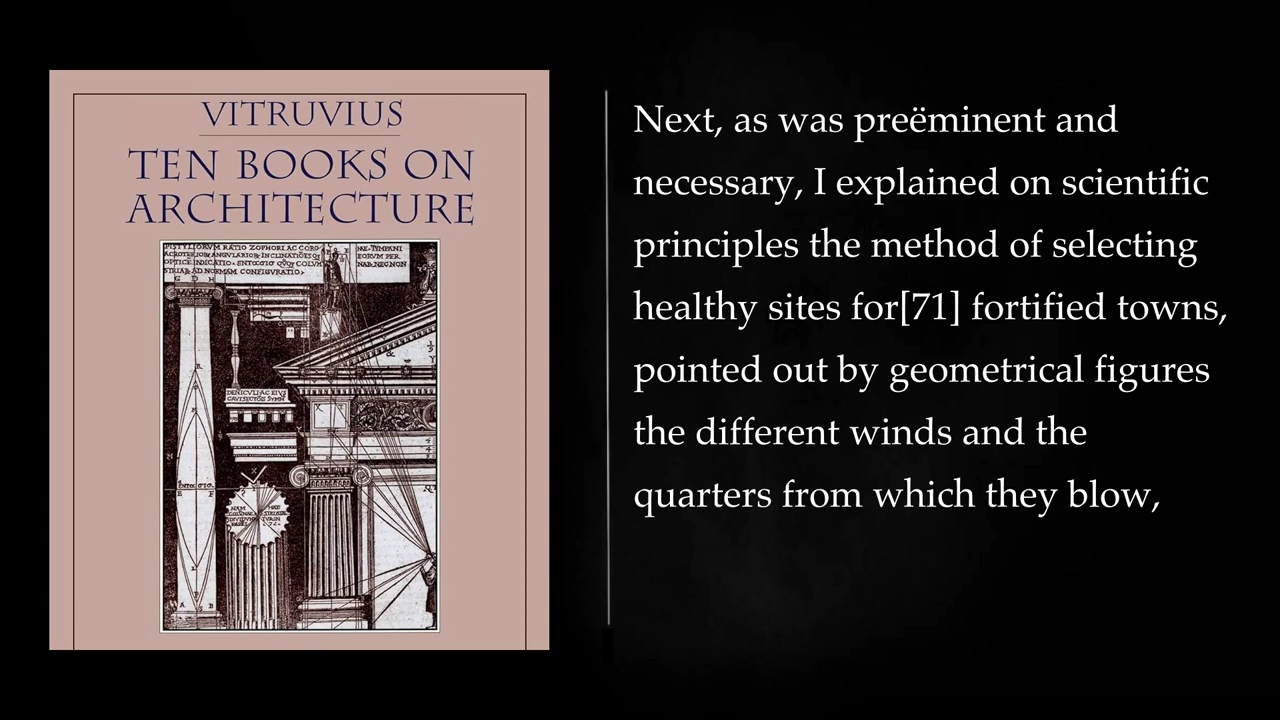 VITRUVIUS
TEN BOOKS ON
ARCHITECTURE
Next, as was preëminent and
necessary, I explained on scientific
principles the method of selecting
healthy sites for[71] fortified towns,
pointed out by geometrical figures
the different winds and the
quarters from which they blow,